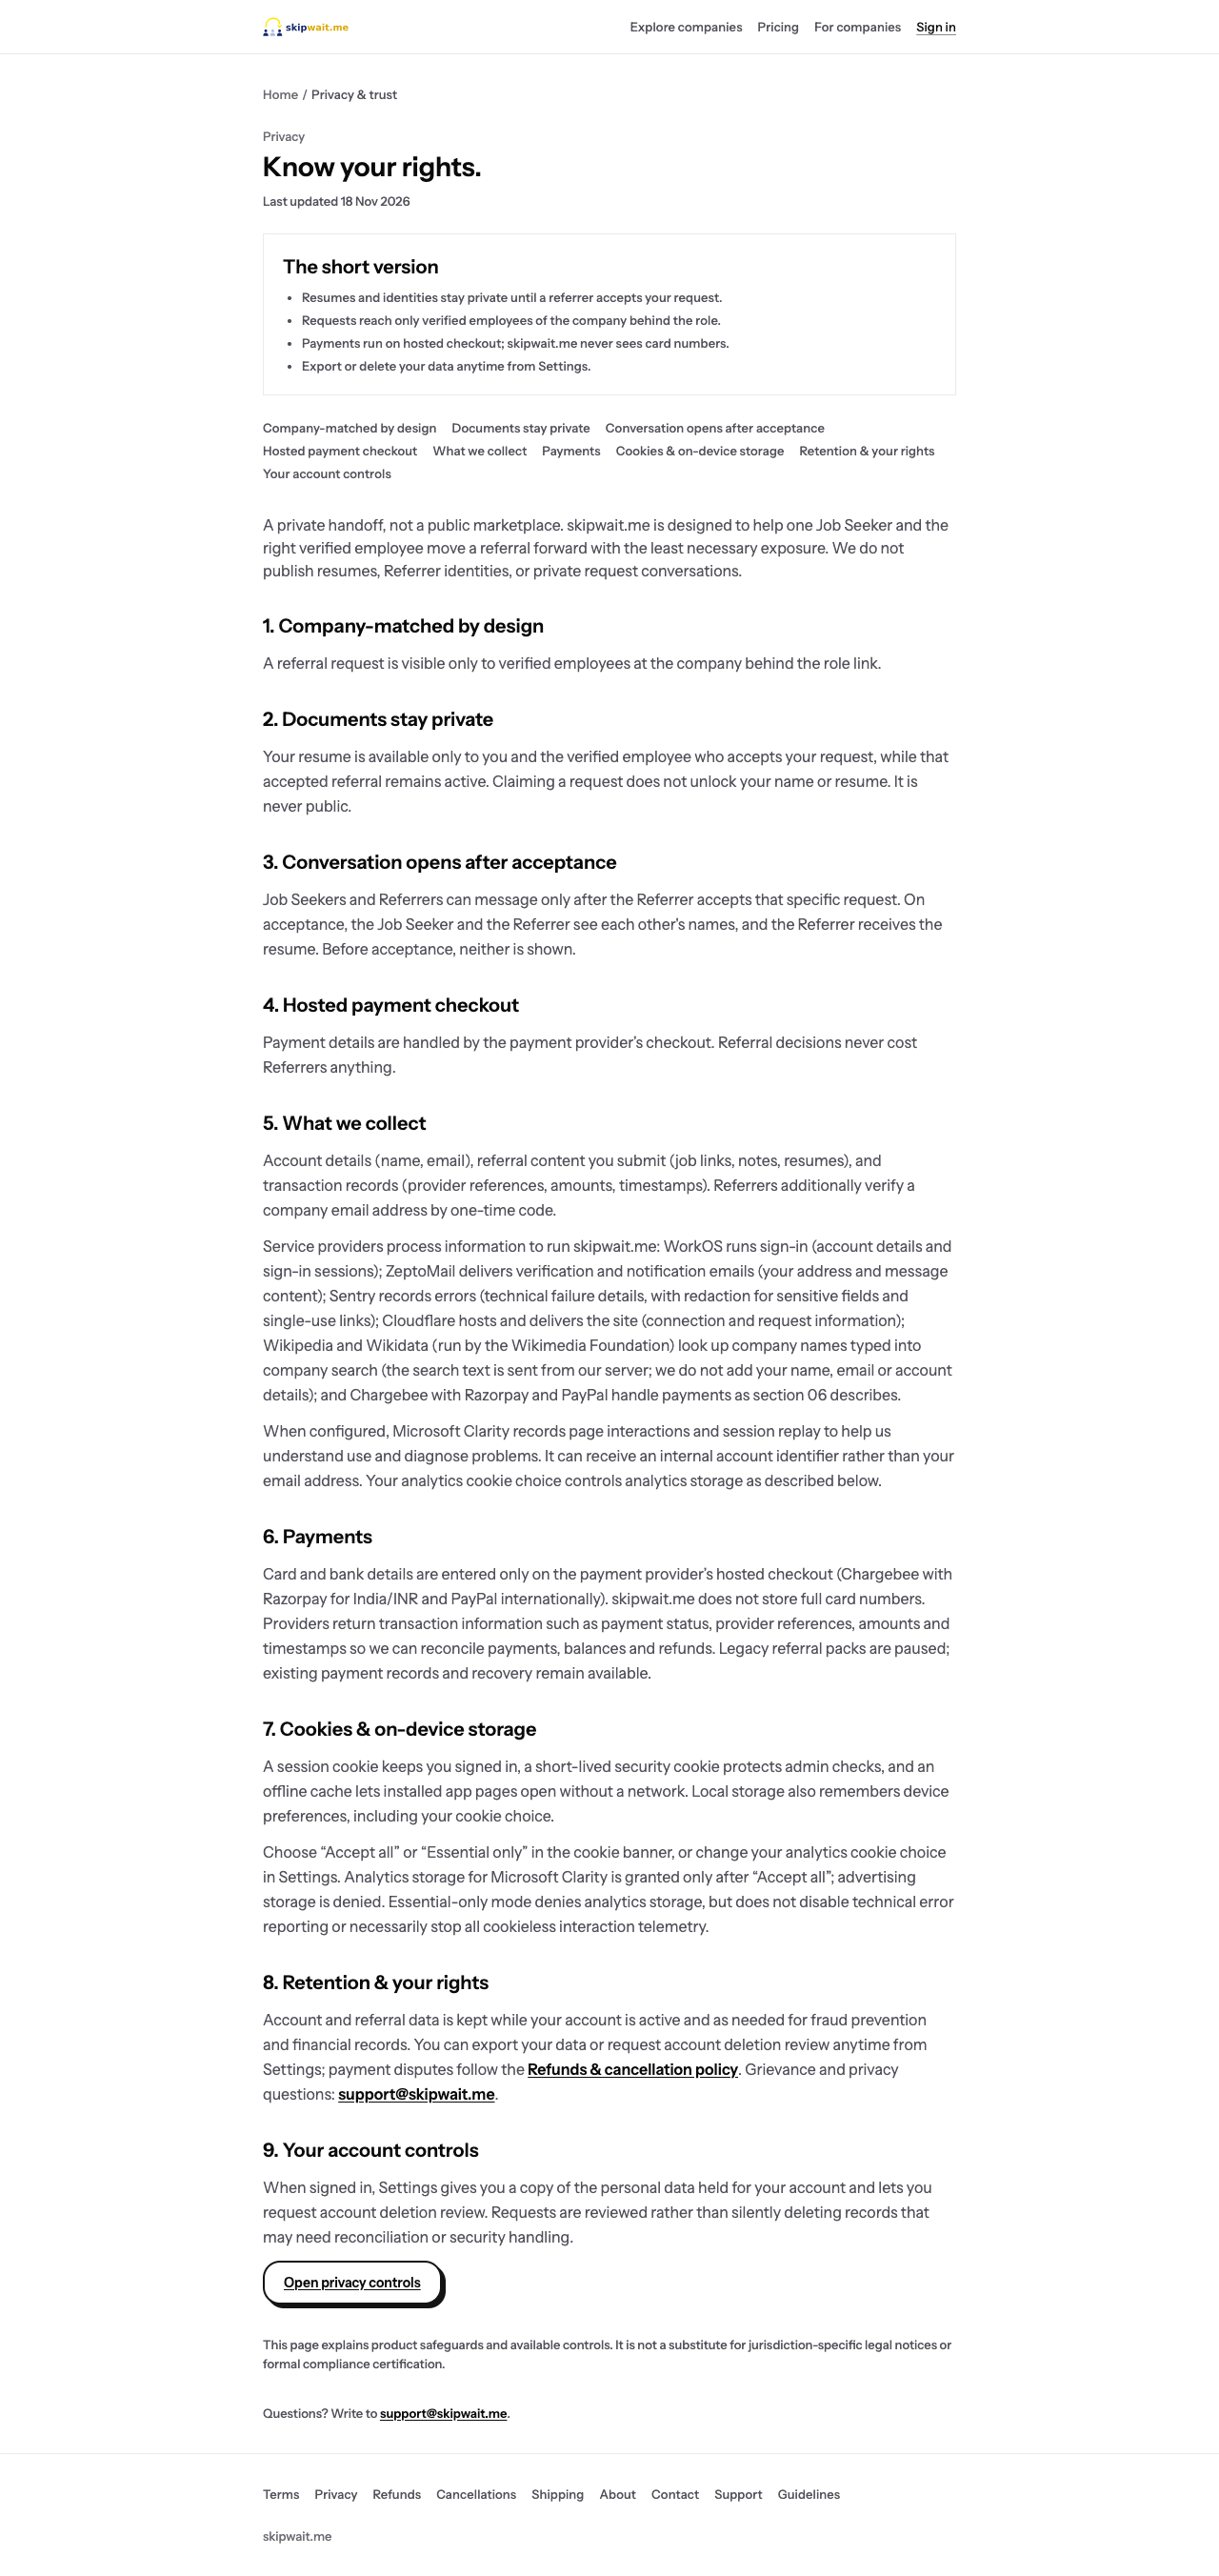 skipwait.me
Explore companies Pricing For companies Sign in
Home / Privacy & trust
Privacy
Know your rights.
Last updated 18 Nov 2026
The short version
• Resumes and identities stay private until a referrer accepts your request.
• Requests reach only verified employees of the company behind the role.
• Payments run on hosted checkout; skipwait.me never sees card numbers.
• Export or delete your data anytime from Settings.
Company-matched by design Documents stay private Conversation opens after acceptance
Hosted payment checkout What we collect Payments Cookies & on-device storage Retention & your rights
Your account controls
A private handoff, not a public marketplace. skipwait.me is designed to help one Job Seeker and the
right verified employee move a referral forward with the least necessary exposure. We do not
publish resumes, Referrer identities, or private request conversations.
1. Company-matched by design
A referral request is visible only to verified employees at the company behind the role link.
2. Documents stay private
Your resume is available only to you and the verified employee who accepts your request, while that
accepted referral remains active. Claiming a request does not unlock your name or resume. It is
never public.
3. Conversation opens after acceptance
Job Seekers and Referrers can message only after the Referrer accepts that specific request. On
acceptance, the Job Seeker and the Referrer see each other's names, and the Referrer receives the
resume. Before acceptance, neither is shown.
4. Hosted payment checkout
Payment details are handled by the payment provider's checkout. Referral decisions never cost
Referrers anything.
5. What we collect
Account details (name, email), referral content you submit (job links, notes, resumes), and
transaction records (provider references, amounts, timestamps). Referrers additionally verify a
company email address by one-time code.
Service providers process information to run skipwait.me: WorkOS runs sign-in (account details and
sign-in sessions); ZeptoMail delivers verification and notification emails (your address and message
content); Sentry records errors (technical failure details, with redaction for sensitive fields and
single-use links); Cloudflare hosts and delivers the site (connection and request information);
Wikipedia and Wikidata (run by the Wikimedia Foundation) look up company names typed into
company search (the search text is sent from our server; we do not add your name, email or account
details); and Chargebee with Razorpay and PayPal handle payments as section 06 describes.
When configured, Microsoft Clarity records page interactions and session replay to help us
understand use and diagnose problems. It can receive an internal account identifier rather than your
email address. Your analytics cookie choice controls analytics storage as described below.
6. Payments
Card and bank details are entered only on the payment provider's hosted checkout (Chargebee with
Razorpay for India/INR and PayPal internationally). skipwait.me does not store full card numbers.
Providers return transaction information such as payment status, provider references, amounts and
timestamps so we can reconcile payments, balances and refunds. Legacy referral packs are paused;
existing payment records and recovery remain available.
7. Cookies & on-device storage
A session cookie keeps you signed in, a short-lived security cookie protects admin checks, and an
offline cache lets installed app pages open without a network. Local storage also remembers device
preferences, including your cookie choice.
Choose “Accept all” or “Essential only” in the cookie banner, or change your analytics cookie choice
in Settings. Analytics storage for Microsoft Clarity is granted only after “Accept all”; advertising
storage is denied. Essential-only mode denies analytics storage, but does not disable technical error
reporting or necessarily stop all cookieless interaction telemetry.
8. Retention & your rights
Account and referral data is kept while your account is active and as needed for fraud prevention
and financial records. You can export your data or request account deletion review anytime from
Settings; payment disputes follow the Refunds & cancellation policy. Grievance and privacy
questions: support@skipwait.me.
9. Your account controls
When signed in, Settings gives you a copy of the personal data held for your account and lets you
request account deletion review. Requests are reviewed rather than silently deleting records that
may need reconciliation or security handling.
Open privacy controls
This page explains product safeguards and available controls. It is not a substitute for jurisdiction-specific legal notices or
formal compliance certification.
Questions? Write to support@skipwait.me.
Terms Privacy Refunds Cancellations Shipping About Contact Support Guidelines
skipwait.me